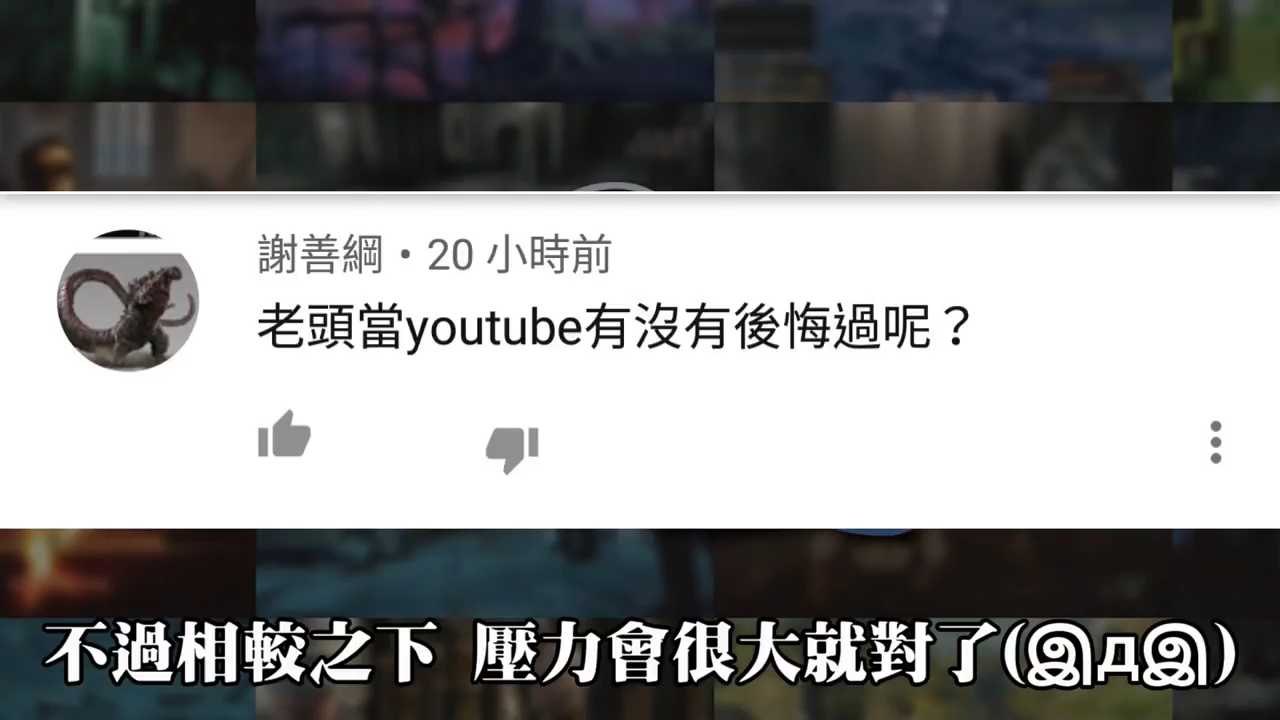 謝善綱・20 小時前
老頭當youtube有沒有後悔過呢？
不過相較之下 壓力會很大就對了(இдஇ)